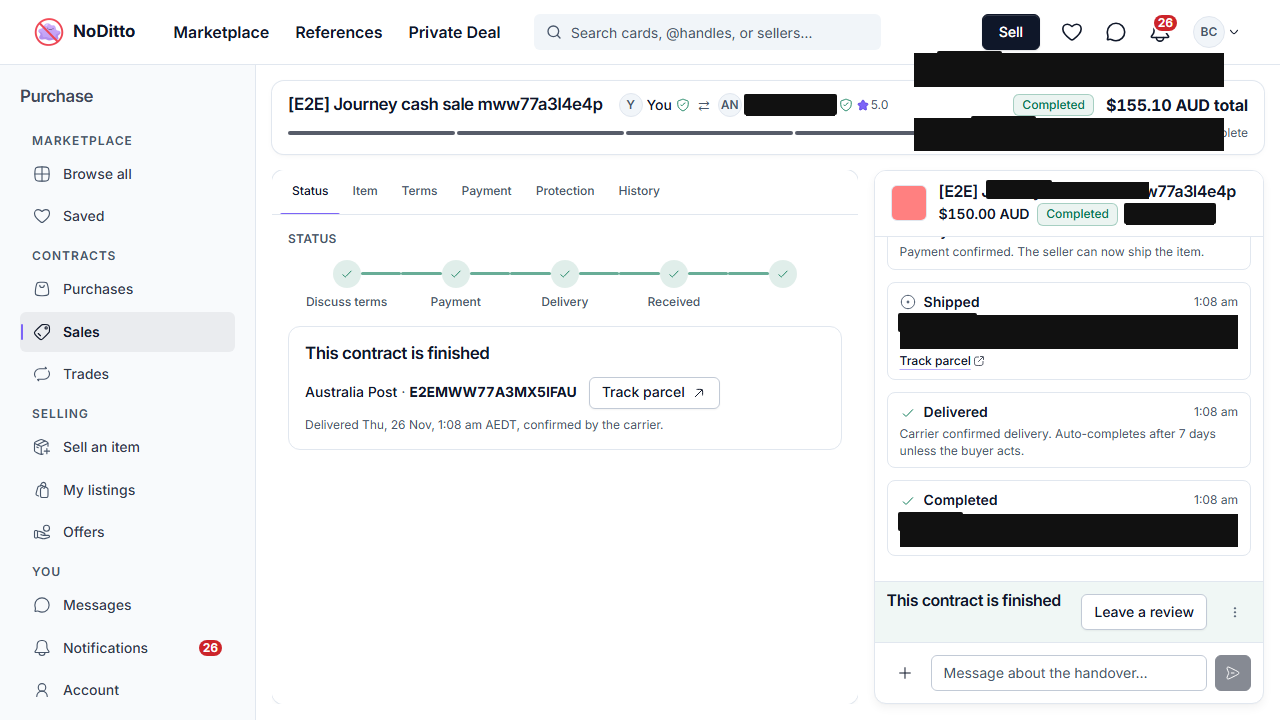 NoDitto
Marketplace
References
Private Deal
Search cards, @handles, or sellers...
Sell
26
BC
Purchase
MARKETPLACE
Browse all
Saved
CONTRACTS
Purchases
Sales
Trades
SELLING
Sell an item
My listings
Offers
YOU
Messages
Notifications
26
Account
[E2E] Journey cash sale mww77a3l4e4p
Y You
AN
5.0
Completed
$155.10 AUD total
Status
Item
Terms
Payment
Protection
History
STATUS
Discuss terms
Payment
Delivery
Received
This contract is finished
Australia Post · E2EMWW77A3MX5IFAU
Track parcel
Delivered Thu, 26 Nov, 1:08 am AEDT, confirmed by the carrier.
[E2E]
w77a3l4e4p
$150.00 AUD
Completed
Payment confirmed. The seller can now ship the item.
Shipped
1:08 am
Track parcel
Delivered
1:08 am
Carrier confirmed delivery. Auto-completes after 7 days
unless the buyer acts.
Completed
1:08 am
This contract is finished
Leave a review
Message about the handover...